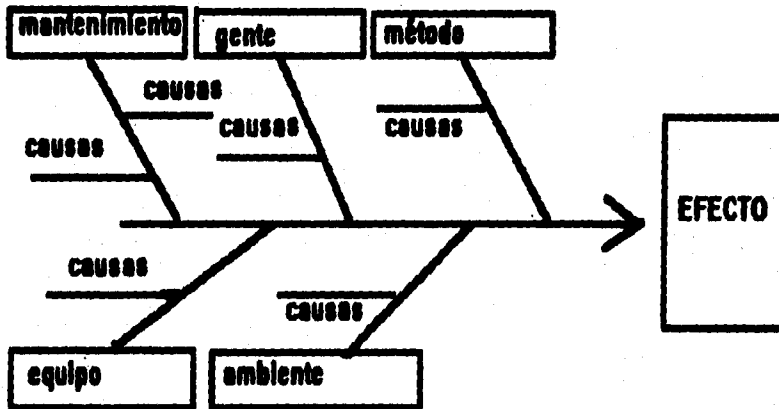 mantenimiento
gente
método
causas
causas
causas
causas
EFECTO
causas
causas
equipo
ambiente